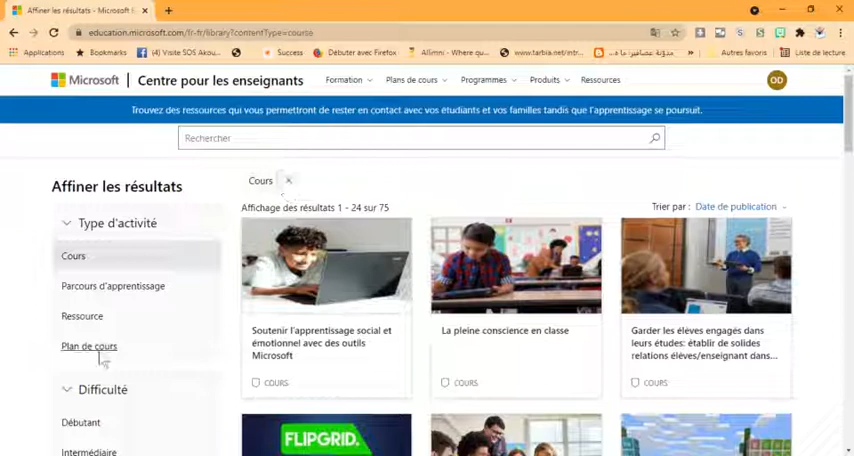 Affiner les résultats - Microsoft
education.microsoft.com/fr-fr/library?contentType=course
Applications Bookmarks (4) Visite SOS Akou... Success Débuter avec Firefox Allimni - Where qu... www.tarbia.net/intr... Autres favoris Liste de lecture
Microsoft Centre pour les enseignants Formation Plans de cours Programmes Produits Ressources OD
Trouvez des ressources qui vous permettront de rester en contact avec vos étudiants et vos familles tandis que l'apprentissage se poursuit.
Rechercher
Affiner les résultats
Cours
Affichage des résultats 1 - 24 sur 75
Trier par : Date de publication
Type d'activité
Cours
Parcours d'apprentissage
Ressource
Plan de cours
Difficulté
Débutant
Intermédiaire
Soutenir l'apprentissage social et
émotionnel avec des outils
Microsoft
COURS
La pleine conscience en classe
COURS
Garder les élèves engagés dans
leurs études: établir de solides
relations élèves/enseignant dans...
COURS
FLIPGRID.